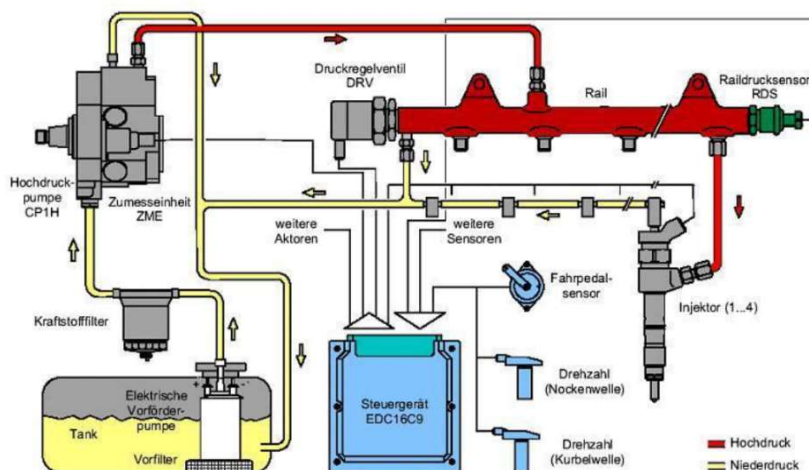 Druckregelventil
DRV
Rail
Raildrucksensor
RDS
Hochdruck-
pumpe
CP1H
Zumesseinheit
ZME
weitere
Aktoren
weitere
Sensoren
Fahrpedal-
sensor
Injektor (1...4)
Kraftstofffilter
Elektrische
Vorförder-
pumpe
Tank
Vorfilter
Steuergerät
EDC16C9
Drehzahl
(Nockenwelle)
Drehzahl
(Kurbelwelle)
Hochdruck
Niederdruck